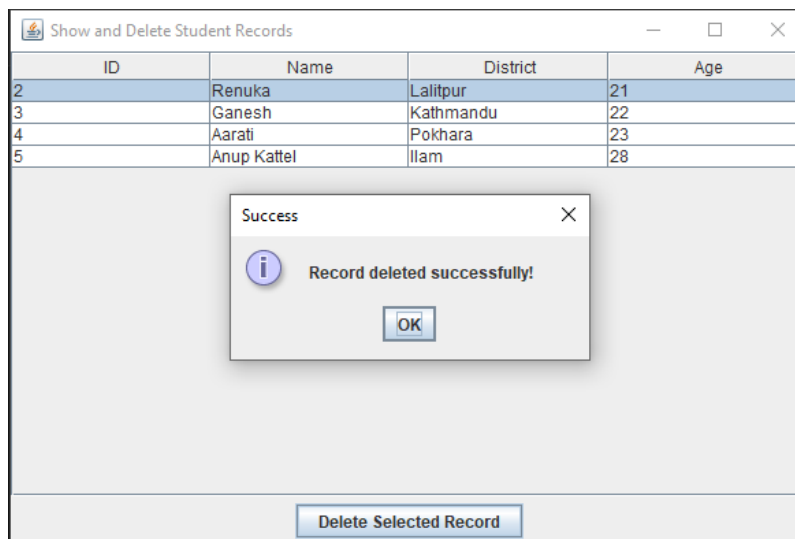 Show and Delete Student Records
ID Name District Age
2 Renuka Lalitpur 21
3 Ganesh Kathmandu 22
4 Aarati Pokhara 23
5 Anup Kattel Ilam 28
Success
i
Record deleted successfully!
OK
Delete Selected Record